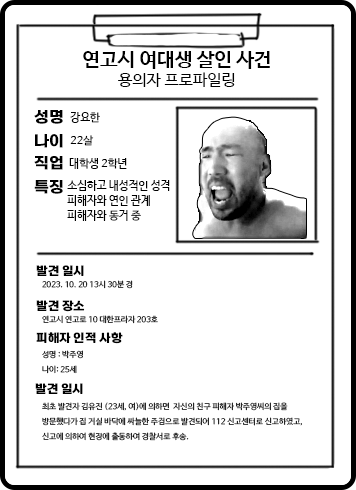 연고시 여대생 살인 사건
용의자 프로파일링
성명 강요한
나이 22살
직업 대학생 2학년
특징 소심하고 내성적인 성격
피해자와 연인 관계
피해자와 동거 중
발견 일시
2023. 10. 20 13시 30분 경
발견 장소
연고시 연고로 10 대한프라자 203호
피해자 인적 사항
성명 : 박주영
나이: 25세
발견 일시
최초 발견자 김유진 (23세, 여)에 의하면 자신의 친구 피해자 박주영씨의 집을
방문했다가 집 거실 바닥에 싸늘한 주검으로 발견되어 112 신고센터로 신고하였고,
신고에 의하여 현장에 출동하여 경찰서로 후송.